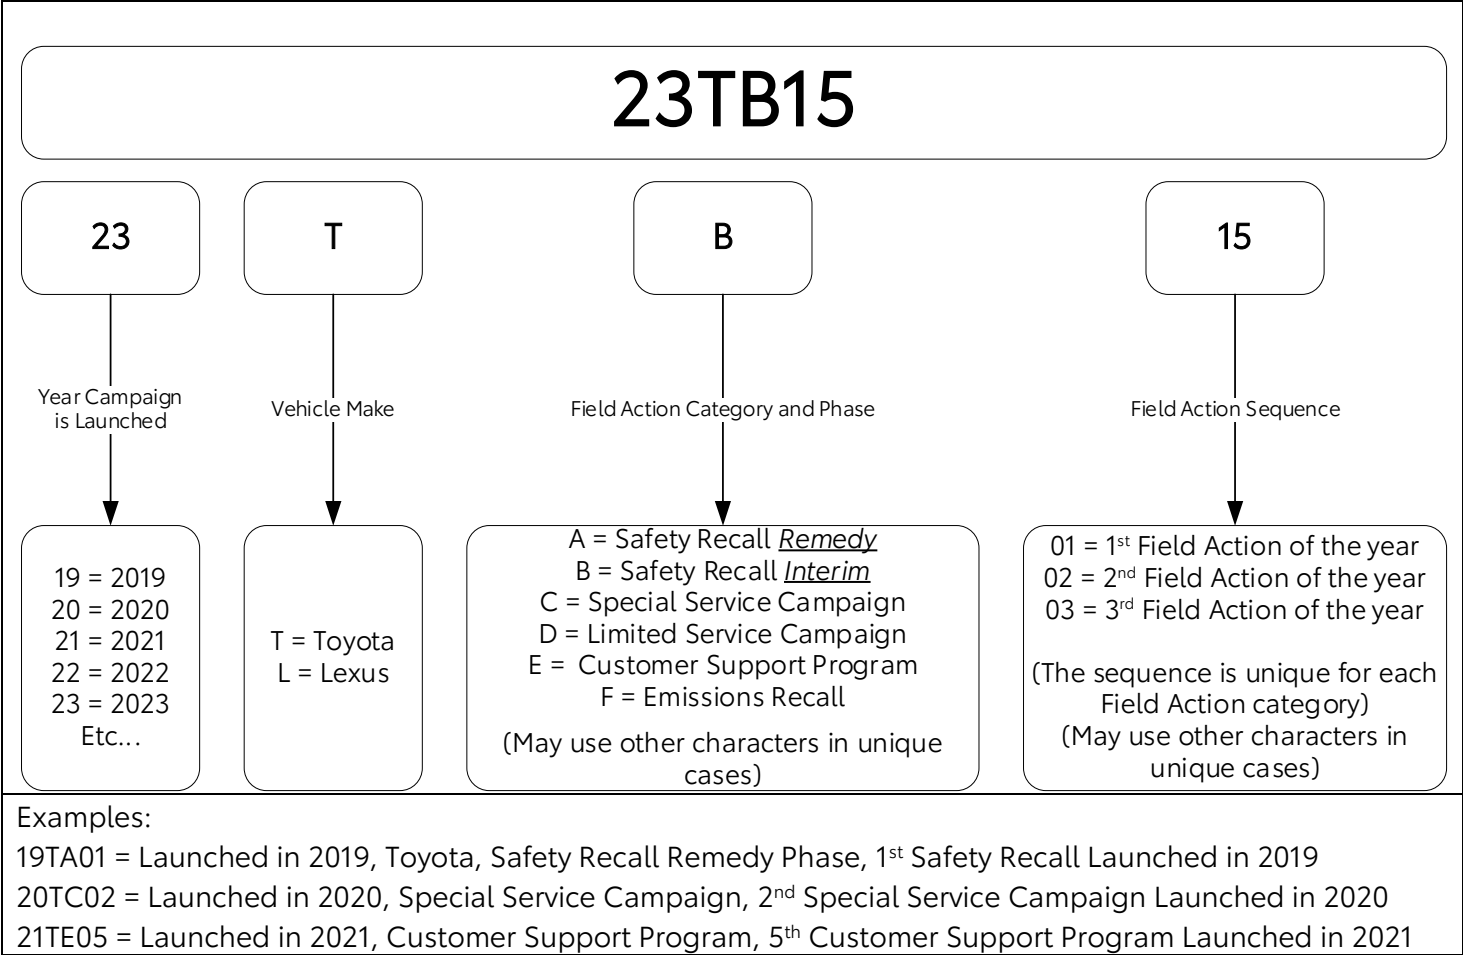 23TB15
23
T
B
15
Year Campaign
is Launched
Vehicle Make
Field Action Category and Phase
Field Action Sequence
19 = 2019
20 = 2020
21 = 2021
22 = 2022
23 = 2023
Etc...
T = Toyota
L = Lexus
A = Safety Recall Remedy
B = Safety Recall Interim
C = Special Service Campaign
D = Limited Service Campaign
E =  Customer Support Program
F = Emissions Recall
(May use other characters in unique
cases)
01 = 1st Field Action of the year
02 = 2nd Field Action of the year
03 = 3rd Field Action of the year
(The sequence is unique for each
Field Action category)
(May use other characters in
unique cases)
Examples:
19TA01 = Launched in 2019, Toyota, Safety Recall Remedy Phase, 1st Safety Recall Launched in 2019
20TC02 = Launched in 2020, Special Service Campaign, 2nd Special Service Campaign Launched in 2020
21TE05 = Launched in 2021, Customer Support Program, 5th Customer Support Program Launched in 2021